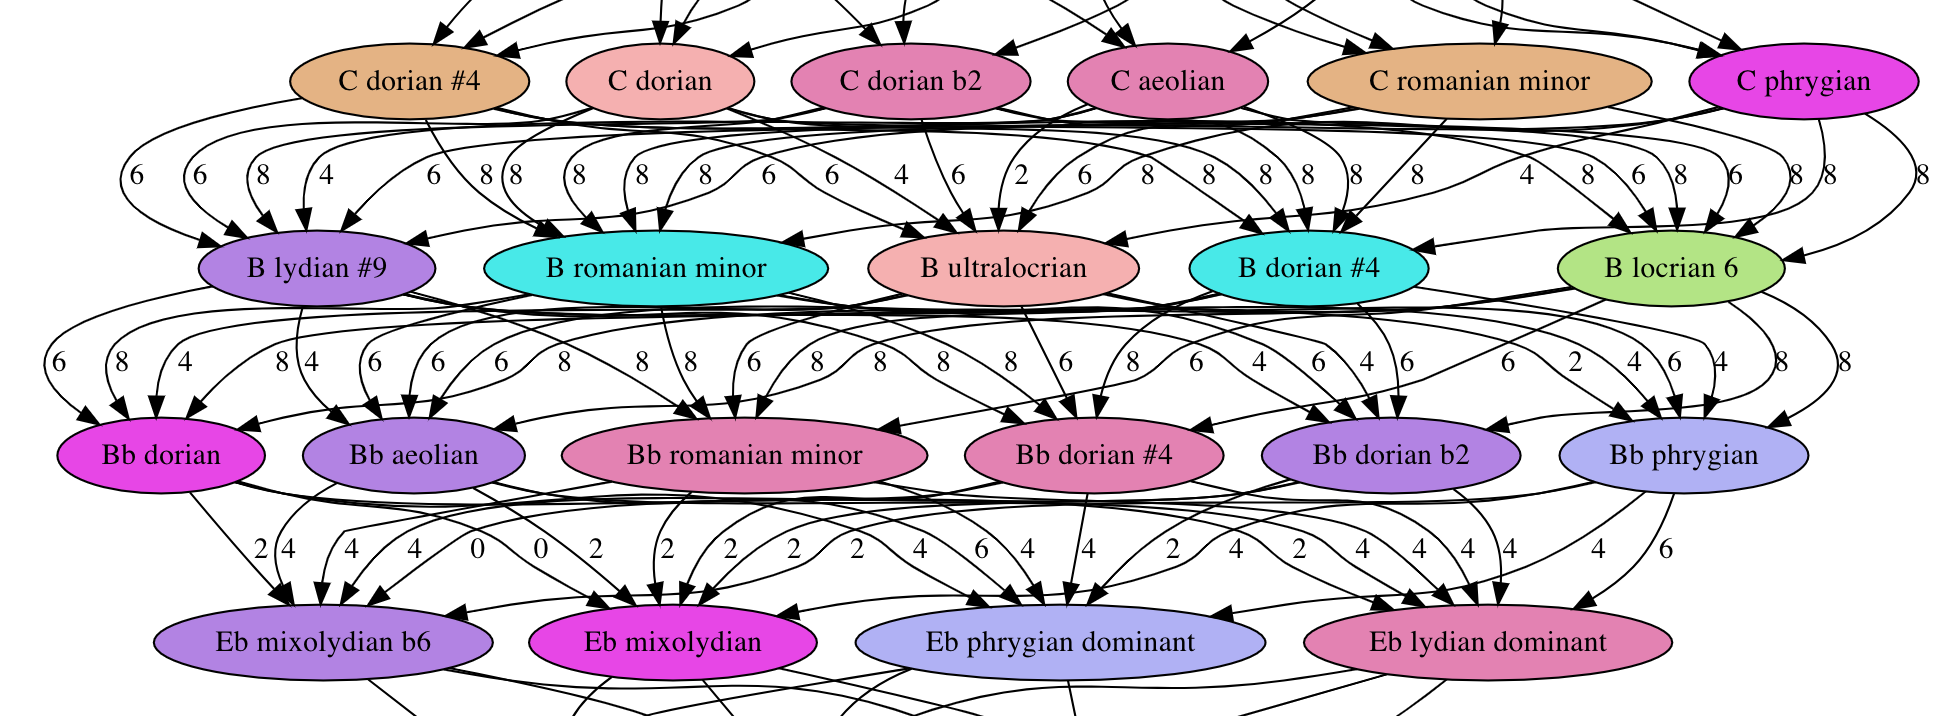 C dorian #4 C dorian C dorian b2 C aeolian C romanian minor C phrygian
6 6 8 4 6 8 8 8 8 8 6 6 4 6 2 6 8 8 8 8 8 8 4 8 6 8 6 8 8 8
B lydian #9 B romanian minor B ultralocrian B dorian #4 B locrian 6
6 8 4 8 4 6 6 6 8 8 8 6 8 8 8 8 6 8 6 4 6 4 6 6 2 4 6 4 8 8
Bb dorian Bb aeolian Bb romanian minor Bb dorian #4 Bb dorian b2 Bb phrygian
2 4 4 4 0 0 2 2 2 2 2 4 6 4 4 2 4 2 4 4 4 4 4 6
Eb mixolydian b6 Eb mixolydian Eb phrygian dominant Eb lydian dominant